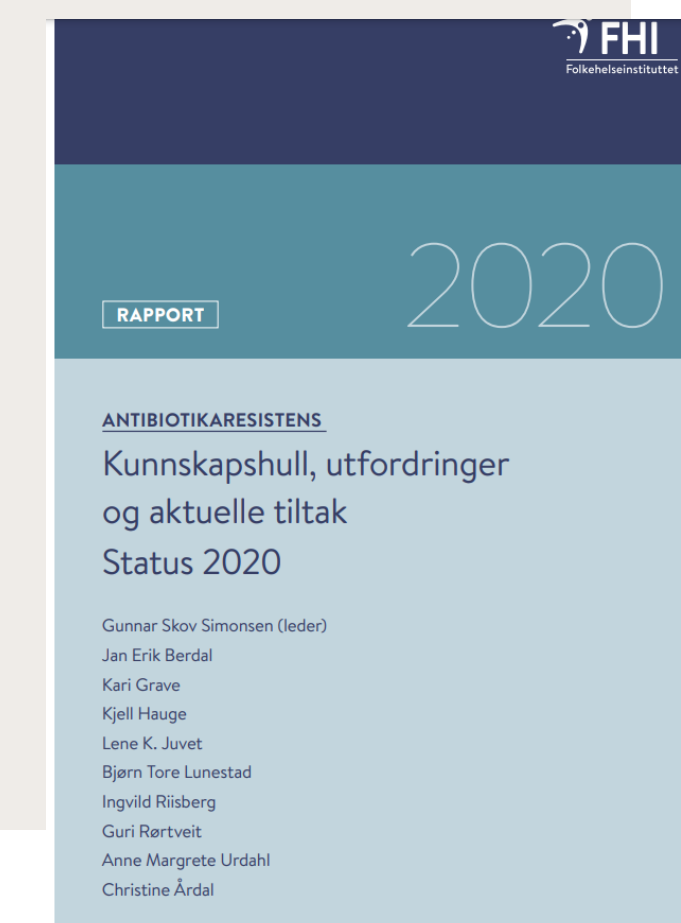 FHI
Folkehelseinstituttet
2020
RAPPORT
ANTIBIOTIKARESISTENS
Kunnskapshull, utfordringer
og aktuelle tiltak
Status 2020
Gunnar Skov Simonsen (leder)
Jan Erik Berdal
Kari Grave
Kjell Hauge
Lene K. Juvet
Bjørn Tore Lunestad
Ingvild Riisberg
Guri Rørtveit
Anne Margrete Urdahl
Christine Årdal